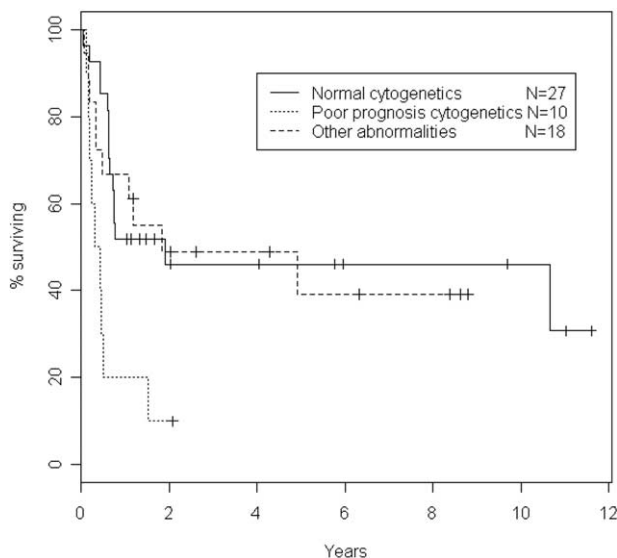 100
80
60
40
20
0
% surviving
Normal cytogenetics N=27
Poor prognosis cytogenetics N=10
Other abnormalities N=18
0 2 4 6 8 10 12
Years